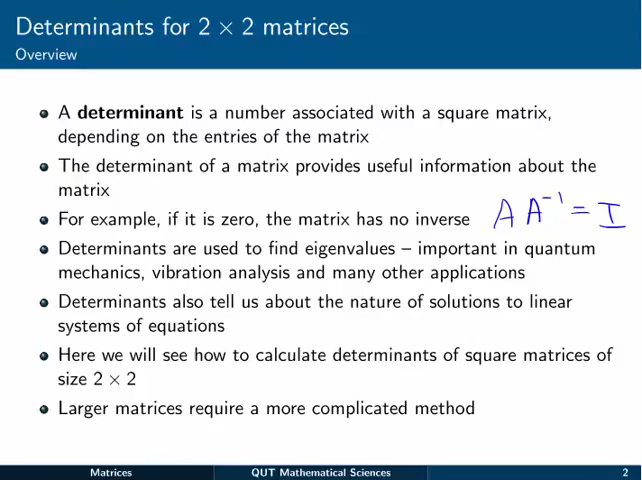 Determinants for 2 × 2 matrices
Overview
A determinant is a number associated with a square matrix,
depending on the entries of the matrix
The determinant of a matrix provides useful information about the
matrix
For example, if it is zero, the matrix has no inverse A A⁻¹ = I
Determinants are used to find eigenvalues – important in quantum
mechanics, vibration analysis and many other applications
Determinants also tell us about the nature of solutions to linear
systems of equations
Here we will see how to calculate determinants of square matrices of
size 2 × 2
Larger matrices require a more complicated method
Matrices QUT Mathematical Sciences 2